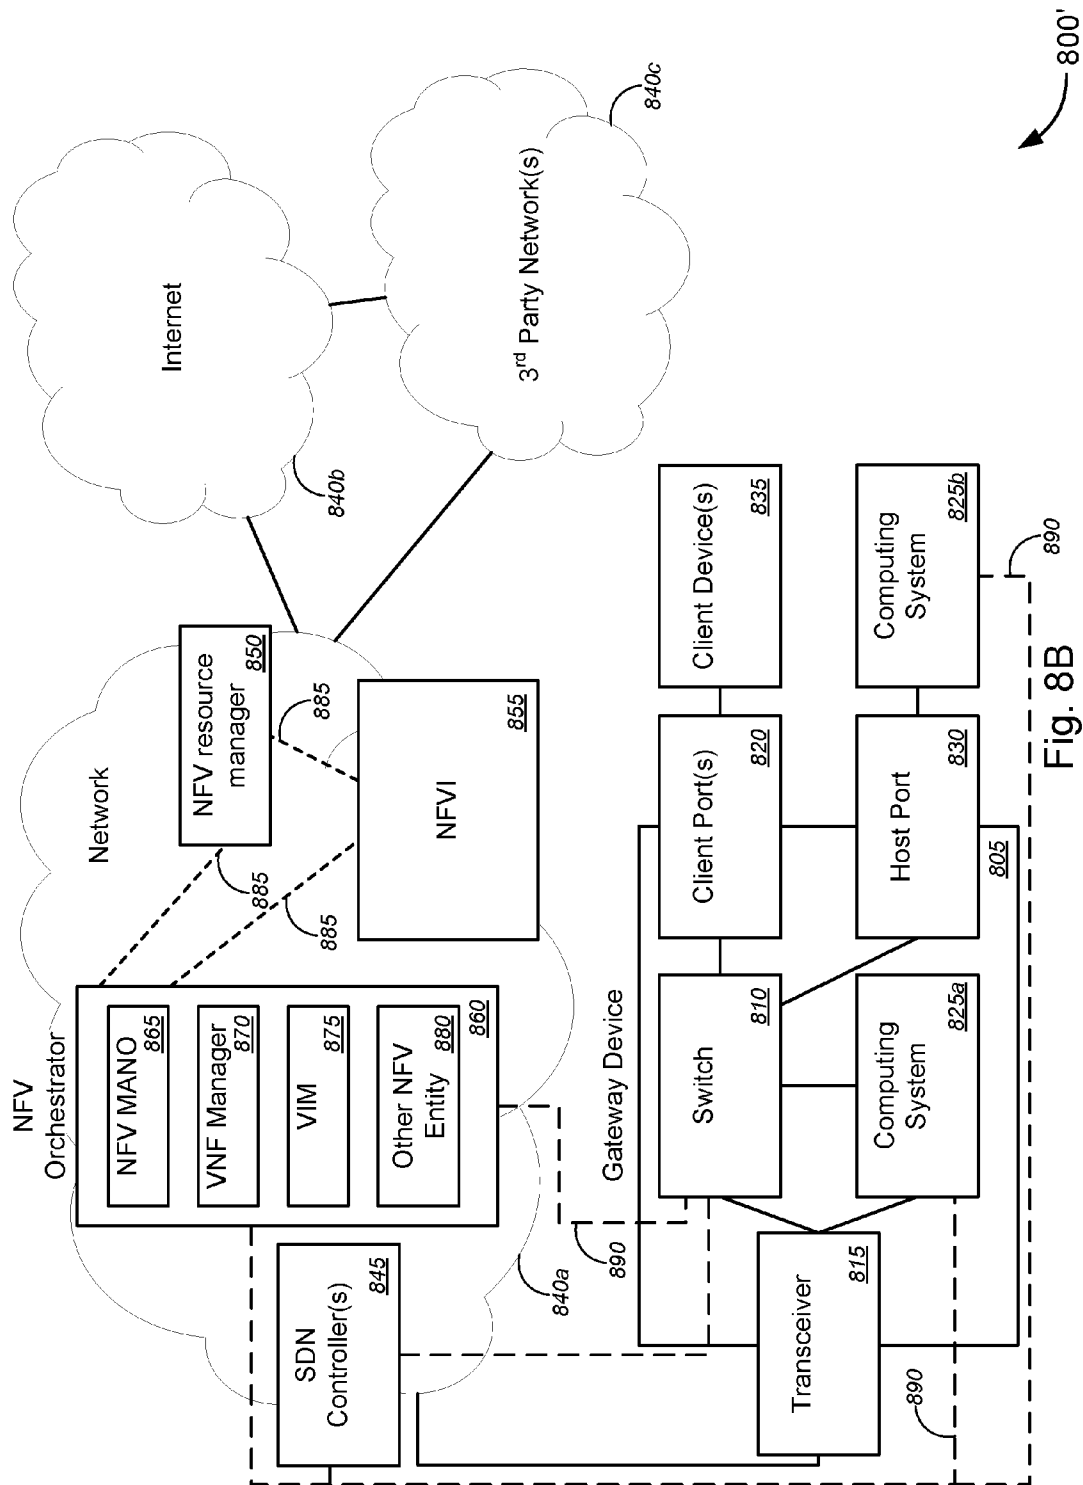 800'
Network
Internet
840b
3rd Party Network(s)
840c
NFV
Orchestrator
NFV MANO
865
VNF Manager
870
VIM
875
Other NFV
Entity
880
860
NFV resource
manager
850
885
885
885
NFVI
855
SDN
Controller(s)
845
840a
890
Gateway Device
Transceiver
815
Switch
810
Client Port(s)
820
Client Device(s)
835
Computing
System
825a
Host Port
830
Computing
System
825b
805
890
890
Fig. 8B